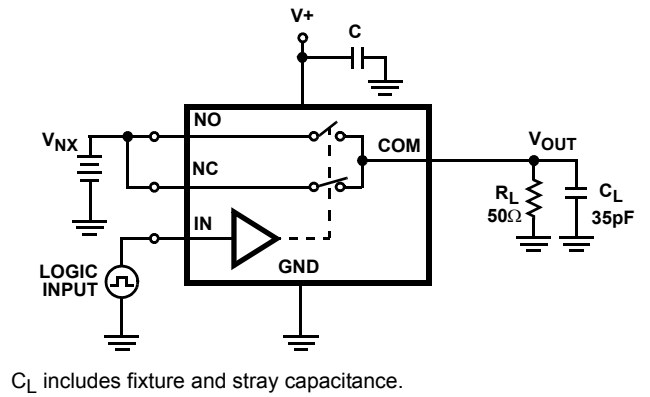 V+
C
NO
V_NX
COM
V_OUT
NC
R_L
50Ω
C_L
35pF
IN
LOGIC
INPUT
GND
C_L includes fixture and stray capacitance.